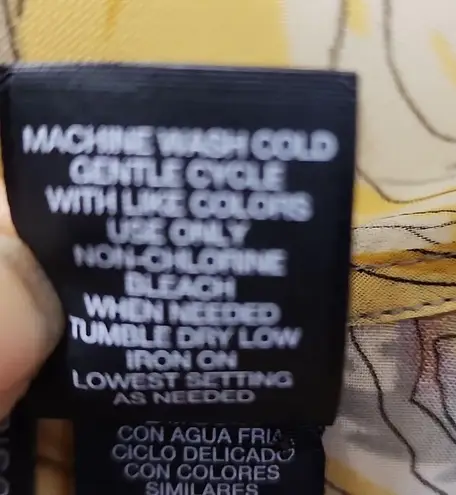 MACHINE WASH COLD
GENTLE CYCLE
WITH LIKE COLORS
USE ONLY
NON-CHLORINE
BLEACH
WHEN NEEDED
TUMBLE DRY LOW
IRON ON
LOWEST SETTING
AS NEEDED
CON AGUA FRIA
CICLO DELICADO
CON COLORES
SIMILARES